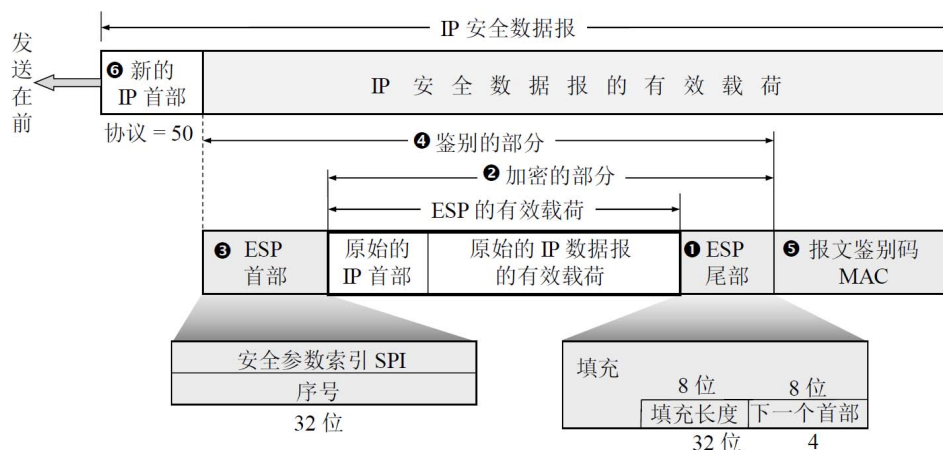 IP 安全数据报
发送在前
❻ 新的
IP 首部
IP 安 全 数 据 报 的 有 效 载 荷
协议 = 50
❹ 鉴别的部分
❷ 加密的部分
ESP 的有效载荷
❸ ESP
首部
原始的
IP 首部
原始的 IP 数据报
的有效载荷
❶ ESP
尾部
❺ 报文鉴别码
MAC
安全参数索引 SPI
序号
32 位
填充
8 位
8 位
填充长度
下一个首部
32 位
4